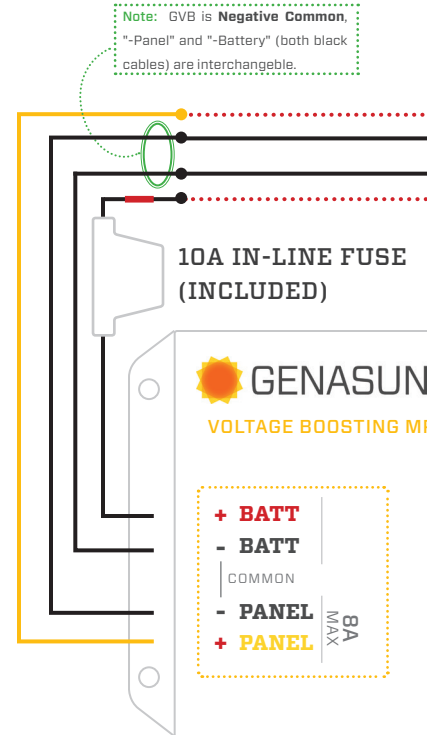 Note: GVB is Negative Common,
"-Panel" and "-Battery" (both black
cables) are interchangeble.
10A IN-LINE FUSE
(INCLUDED)
GENASUN
VOLTAGE BOOSTING MP
+ BATT
- BATT
COMMON
- PANEL
+ PANEL
8A
MAX